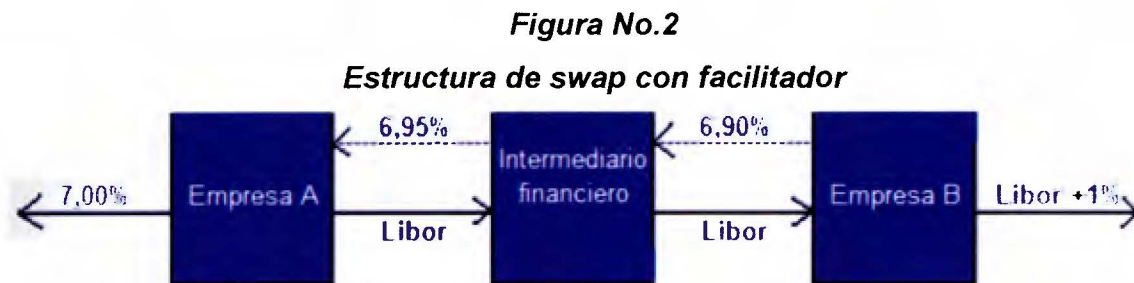 Figura No.2
Estructura de swap con facilitador
6,95%
6,90%
7,00%
Empresa A
Intermediario
financiero
Empresa B
Libor +1%
Libor
Libor